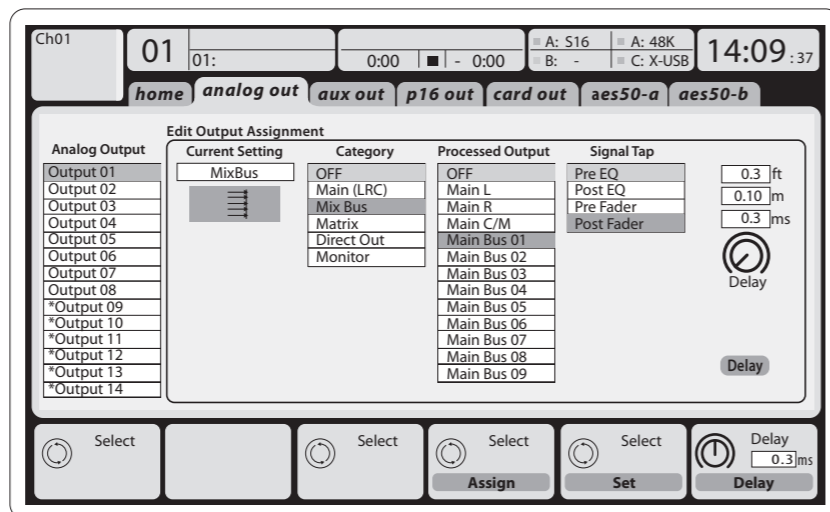 Ch01
01
01:
0:00 - 0:00
A: S16
A: 48K
B: -
C: X-USB
14:09:37
home
analog out
aux out
p16 out
card out
aes50-a
aes50-b
Edit Output Assignment
Analog Output
Output 01
Output 02
Output 03
Output 04
Output 05
Output 06
Output 07
Output 08
*Output 09
*Output 10
*Output 11
*Output 12
*Output 13
*Output 14
Current Setting
MixBus
Category
OFF
Main (LRC)
Mix Bus
Matrix
Direct Out
Monitor
Processed Output
OFF
Main L
Main R
Main C/M
Main Bus 01
Main Bus 02
Main Bus 03
Main Bus 04
Main Bus 05
Main Bus 06
Main Bus 07
Main Bus 08
Main Bus 09
Signal Tap
Pre EQ
Post EQ
Pre Fader
Post Fader
0.3 ft
0.10 m
0.3 ms
Delay
Delay
Select
Select
Select
Assign
Select
Set
Delay
0.3 ms
Delay